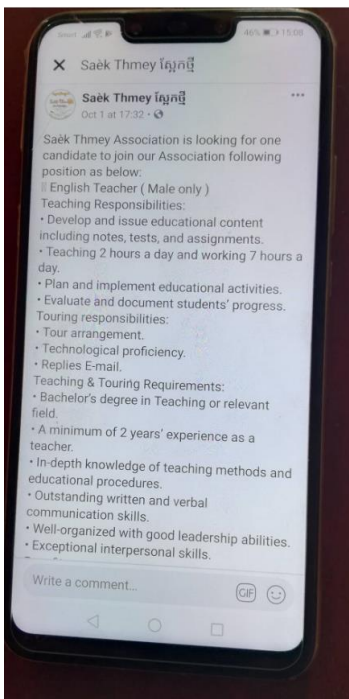 Smart
46% 15:08
Saèk Thmey ស្អែកថ្មី
Saèk Thmey ស្អែកថ្មី
Oct 1 at 17:32
Saèk Thmey Association is looking for one
candidate to join our Association following
position as below:
English Teacher ( Male only )
Teaching Responsibilities:
• Develop and issue educational content
including notes, tests, and assignments.
• Teaching 2 hours a day and working 7 hours a
day.
• Plan and implement educational activities.
• Evaluate and document students' progress.
Touring responsibilities:
• Tour arrangement.
• Technological proficiency.
• Replies E-mail.
Teaching & Touring Requirements:
• Bachelor's degree in Teaching or relevant
field.
• A minimum of 2 years' experience as a
teacher.
• In-depth knowledge of teaching methods and
educational procedures.
• Outstanding written and verbal
communication skills.
• Well-organized with good leadership abilities.
• Exceptional interpersonal skills.
Write a comment...
GIF